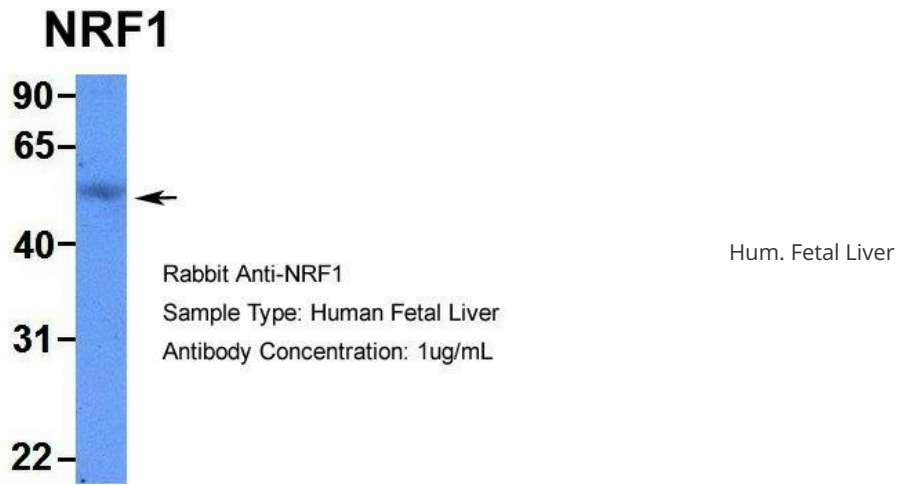 NRF1
90
65
40
31
22
Rabbit Anti-NRF1
Sample Type: Human Fetal Liver
Antibody Concentration: 1ug/mL
Hum. Fetal Liver